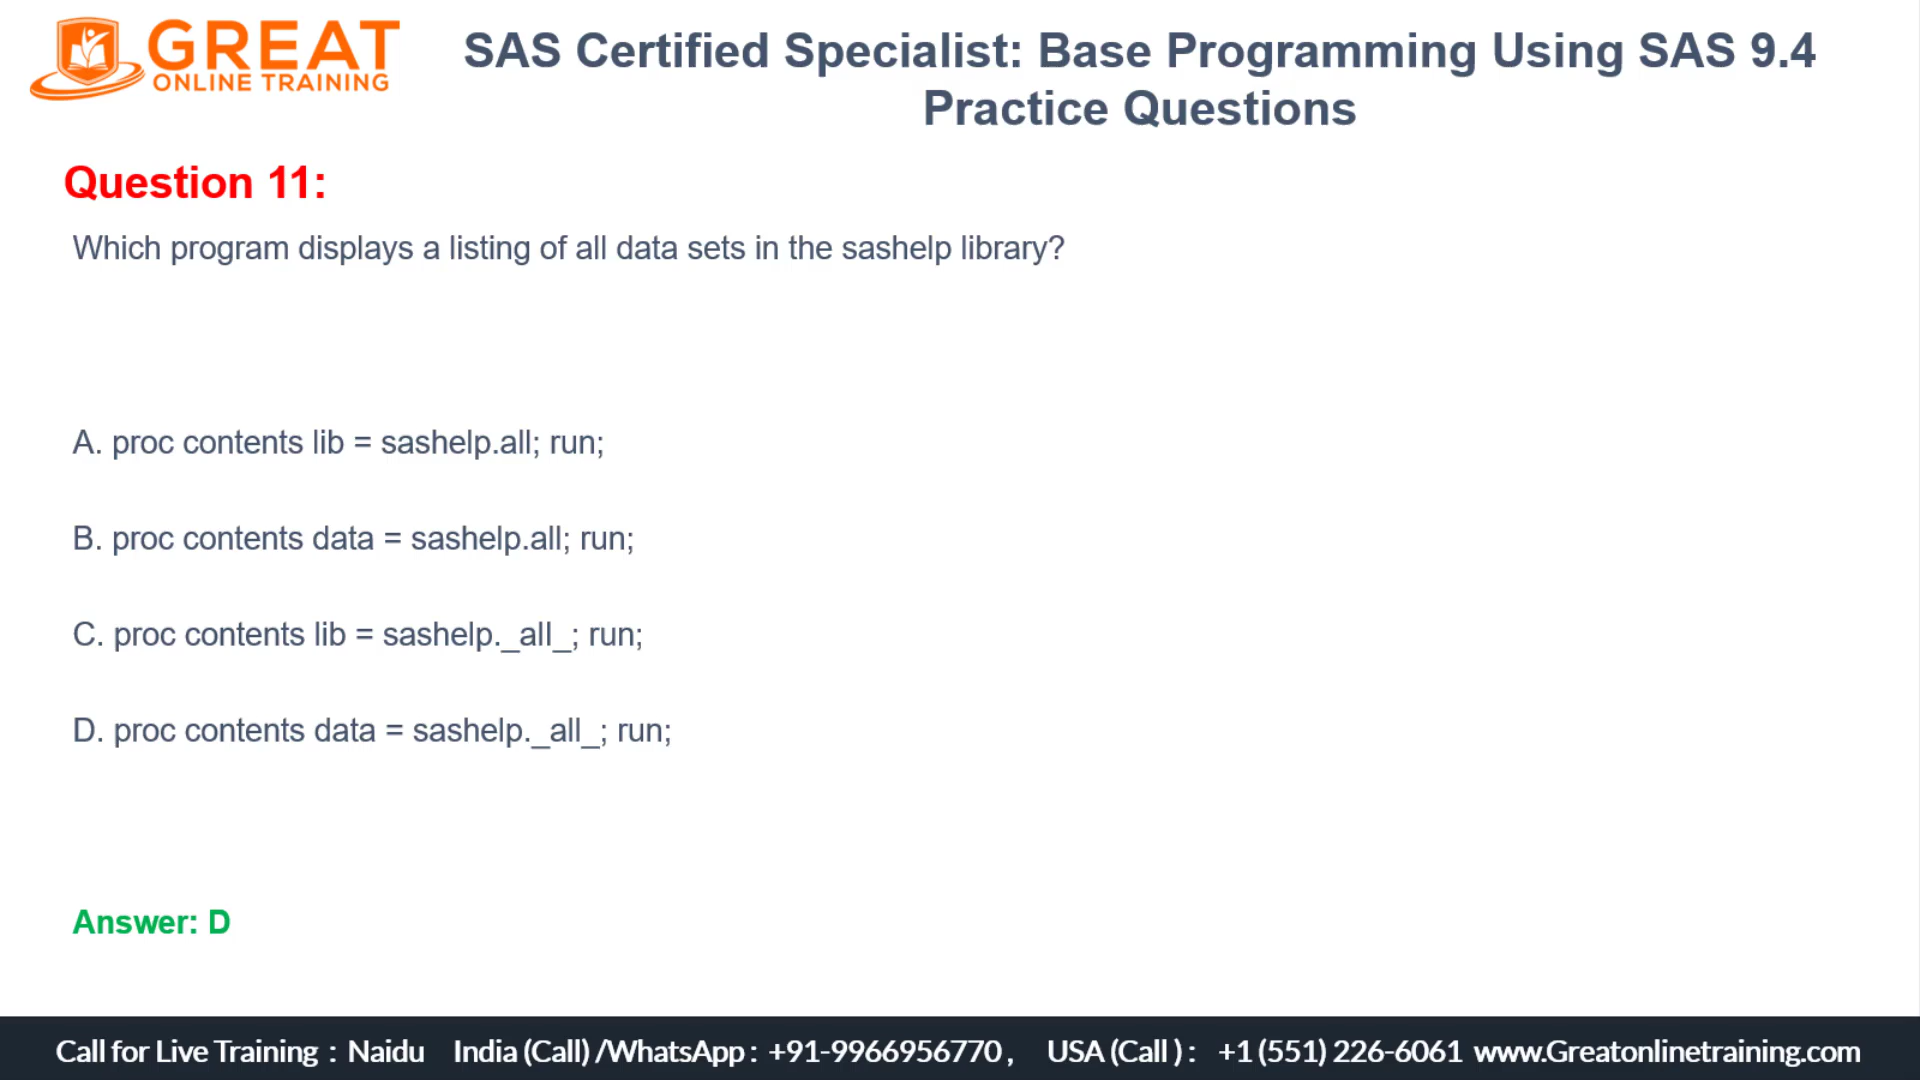 GREAT
ONLINE TRAINING
SAS Certified Specialist: Base Programming Using SAS 9.4
Practice Questions
Question 11:
Which program displays a listing of all data sets in the sashelp library?
A. proc contents lib = sashelp.all; run;
B. proc contents data = sashelp.all; run;
C. proc contents lib = sashelp._all_; run;
D. proc contents data = sashelp._all_; run;
Answer: D
Call for Live Training : Naidu India (Call) /WhatsApp : +91-9966956770 , USA (Call ) : +1 (551) 226-6061 www.Greatonlinetraining.com